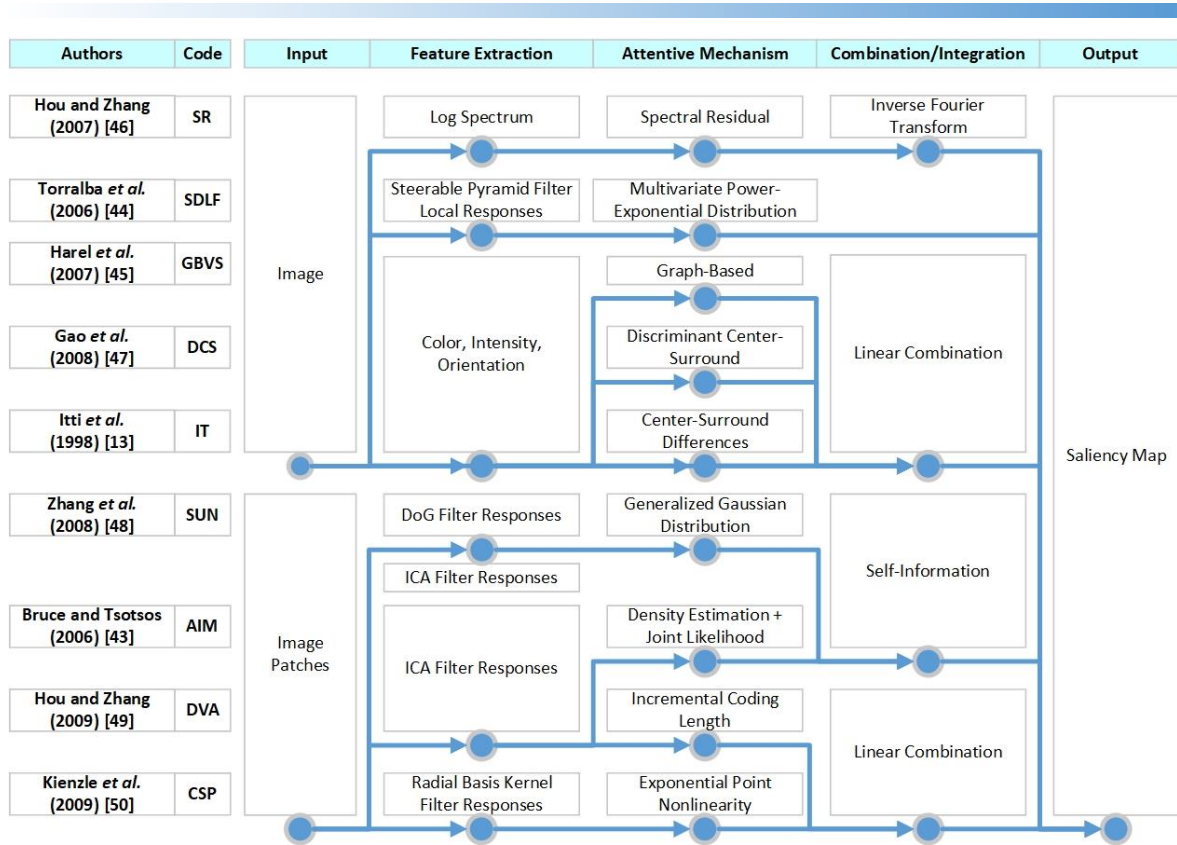 Authors Code Input Feature Extraction Attentive Mechanism Combination/Integration Output
Hou and Zhang
(2007) [46]
SR
Log Spectrum
Spectral Residual
Inverse Fourier
Transform
Torralba et al.
(2006) [44]
SDLF
Steerable Pyramid Filter
Local Responses
Multivariate Power-
Exponential Distribution
Harel et al.
(2007) [45]
GBVS
Image
Graph-Based
Gao et al.
(2008) [47]
DCS
Color, Intensity,
Orientation
Discriminant Center-
Surround
Linear Combination
Itti et al.
(1998) [13]
IT
Center-Surround
Differences
Saliency Map
Zhang et al.
(2008) [48]
SUN
DoG Filter Responses
Generalized Gaussian
Distribution
ICA Filter Responses
Self-Information
Bruce and Tsotsos
(2006) [43]
AIM
Image
Patches
ICA Filter Responses
Density Estimation +
Joint Likelihood
Hou and Zhang
(2009) [49]
DVA
Incremental Coding
Length
Linear Combination
Kienzle et al.
(2009) [50]
CSP
Radial Basis Kernel
Filter Responses
Exponential Point
Nonlinearity